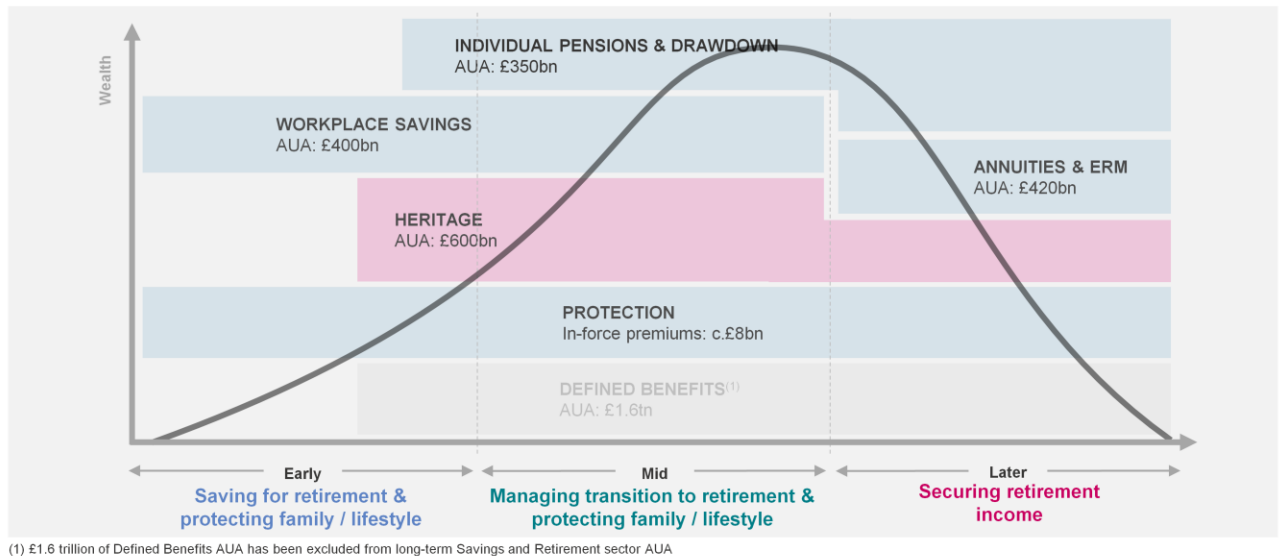 Wealth
INDIVIDUAL PENSIONS & DRAWDOWN
AUA: £350bn
WORKPLACE SAVINGS
AUA: £400bn
ANNUITIES & ERM
AUA: £420bn
HERITAGE
AUA: £600bn
PROTECTION
In-force premiums: c.£8bn
DEFINED BENEFITS(1)
AUA: £1.6tn
Early
Saving for retirement &
protecting family / lifestyle
Mid
Managing transition to retirement &
protecting family / lifestyle
Later
Securing retirement
income
(1) £1.6 trillion of Defined Benefits AUA has been excluded from long-term Savings and Retirement sector AUA